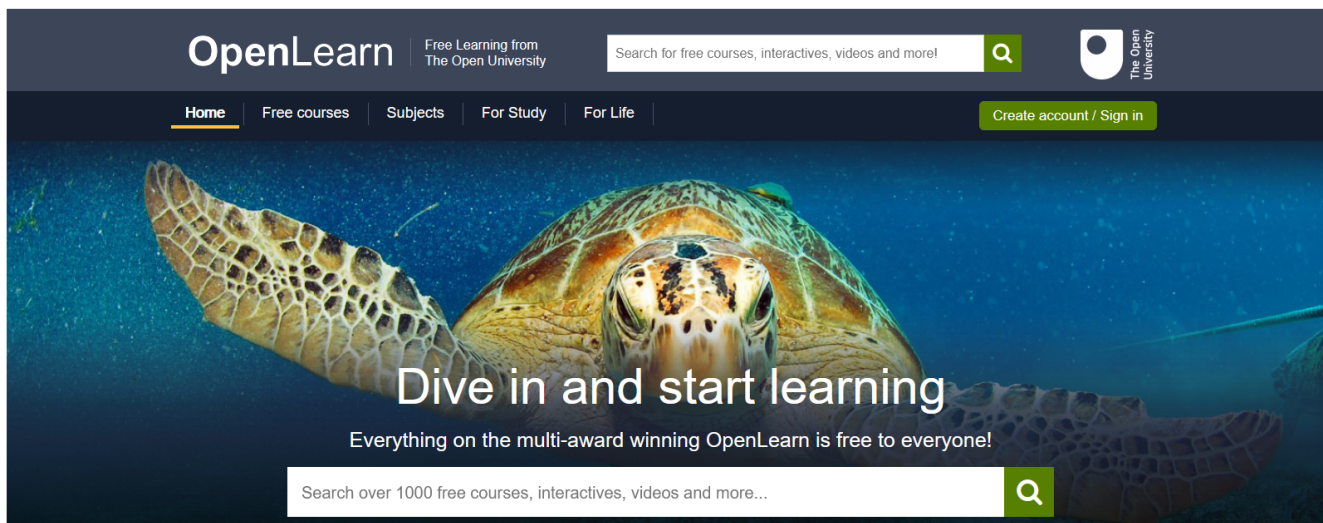 OpenLearn
Free Learning from
The Open University
Search for free courses, interactives, videos and more!
The Open
University
Home
Free courses
Subjects
For Study
For Life
Create account / Sign in
Dive in and start learning
Everything on the multi-award winning OpenLearn is free to everyone!
Search over 1000 free courses, interactives, videos and more...